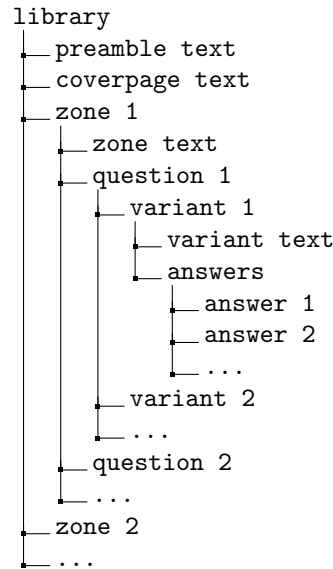 library
preamble text
coverpage text
zone 1
zone text
question 1
variant 1
variant text
answers
answer 1
answer 2
...
variant 2
...
question 2
...
zone 2
...